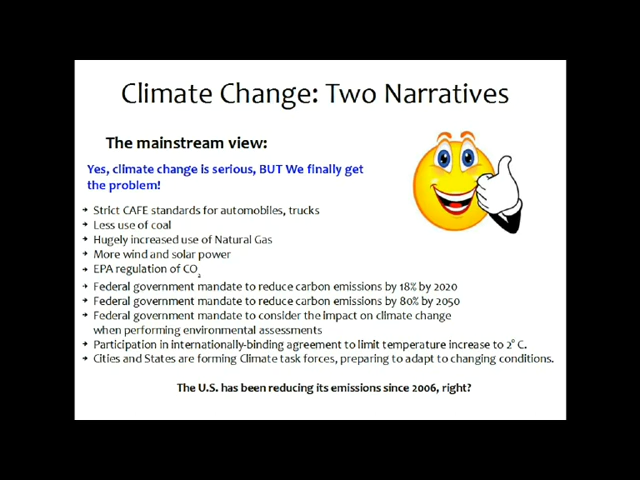 Climate Change: Two Narratives
The mainstream view:
Yes, climate change is serious, BUT We finally get
the problem!
➔ Strict CAFE standards for automobiles, trucks
➔ Less use of coal
➔ Hugely increased use of Natural Gas
➔ More wind and solar power
➔ EPA regulation of CO₂
➔ Federal government mandate to reduce carbon emissions by 18% by 2020
➔ Federal government mandate to reduce carbon emissions by 80% by 2050
➔ Federal government mandate to consider the impact on climate change
when performing environmental assessments
➔ Participation in internationally-binding agreement to limit temperature increase to 2° C.
➔ Cities and States are forming Climate task forces, preparing to adapt to changing conditions.
The U.S. has been reducing its emissions since 2006, right?